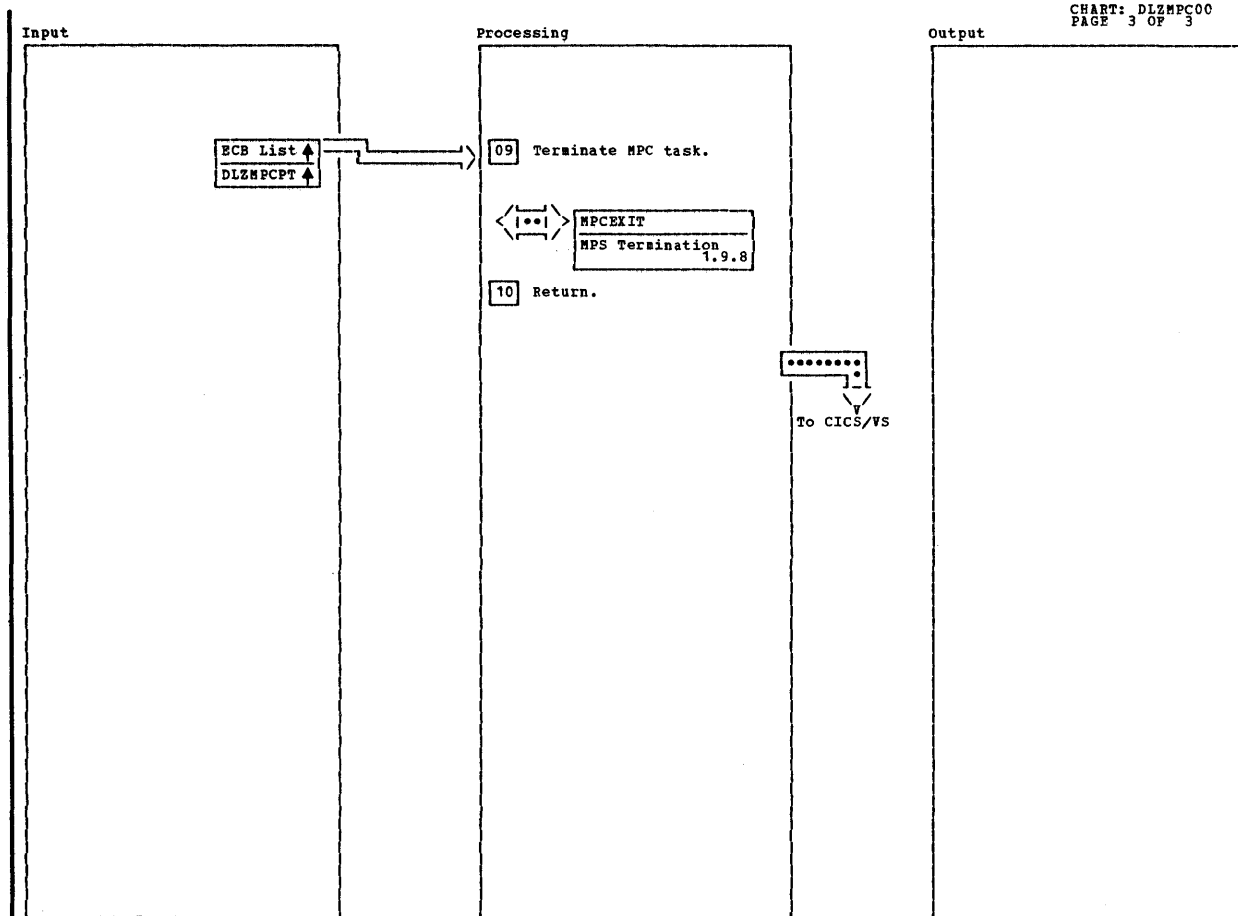 CHART: DLZMPC00
PAGE 3 OF 3
Input
Processing
Output
ECB List
DLZMPCPT
09 Terminate MPC task.
MPCEXIT
MPS Termination
1.9.8
10 Return.
To CICS/VS